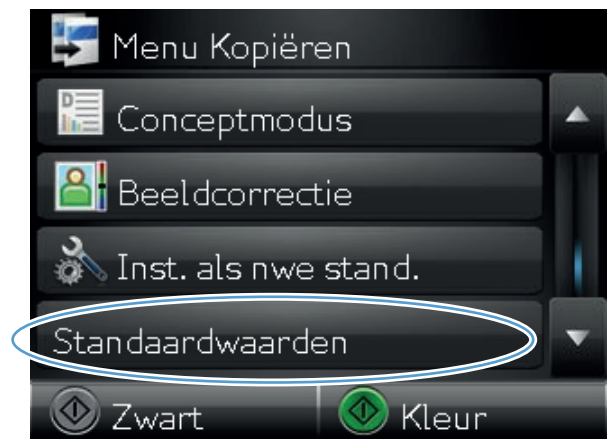 Menu Kopiëren
Conceptmodus
Beeldcorrectie
Inst. als nwe stand.
Standaardwaarden
Zwart Kleur